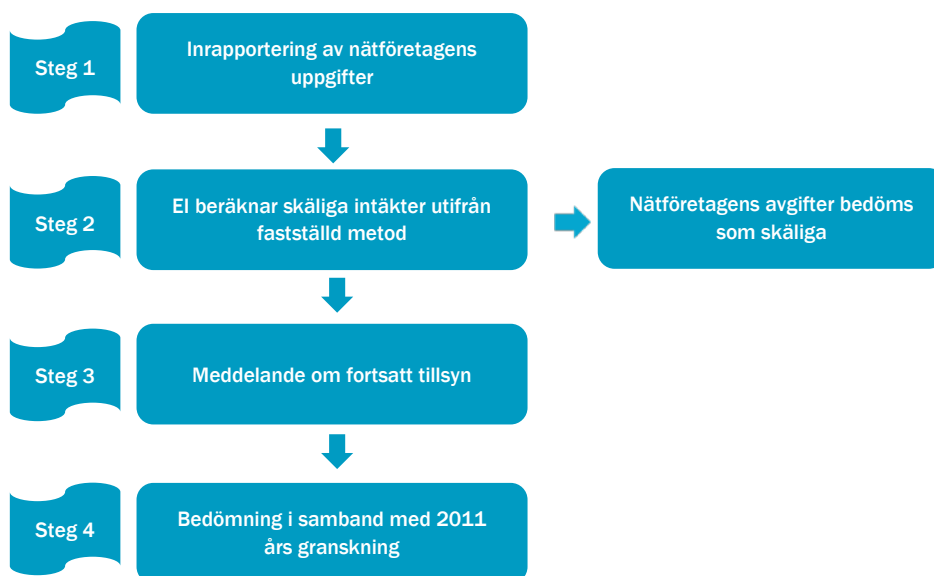 Steg 1
Inrapportering av nätföretagens
uppgifter
Steg 2
EI beräknar skäliga intäkter utifrån
fastställd metod
Nätföretagens avgifter bedöms
som skäliga
Steg 3
Meddelande om fortsatt tillsyn
Steg 4
Bedömning i samband med 2011
års granskning